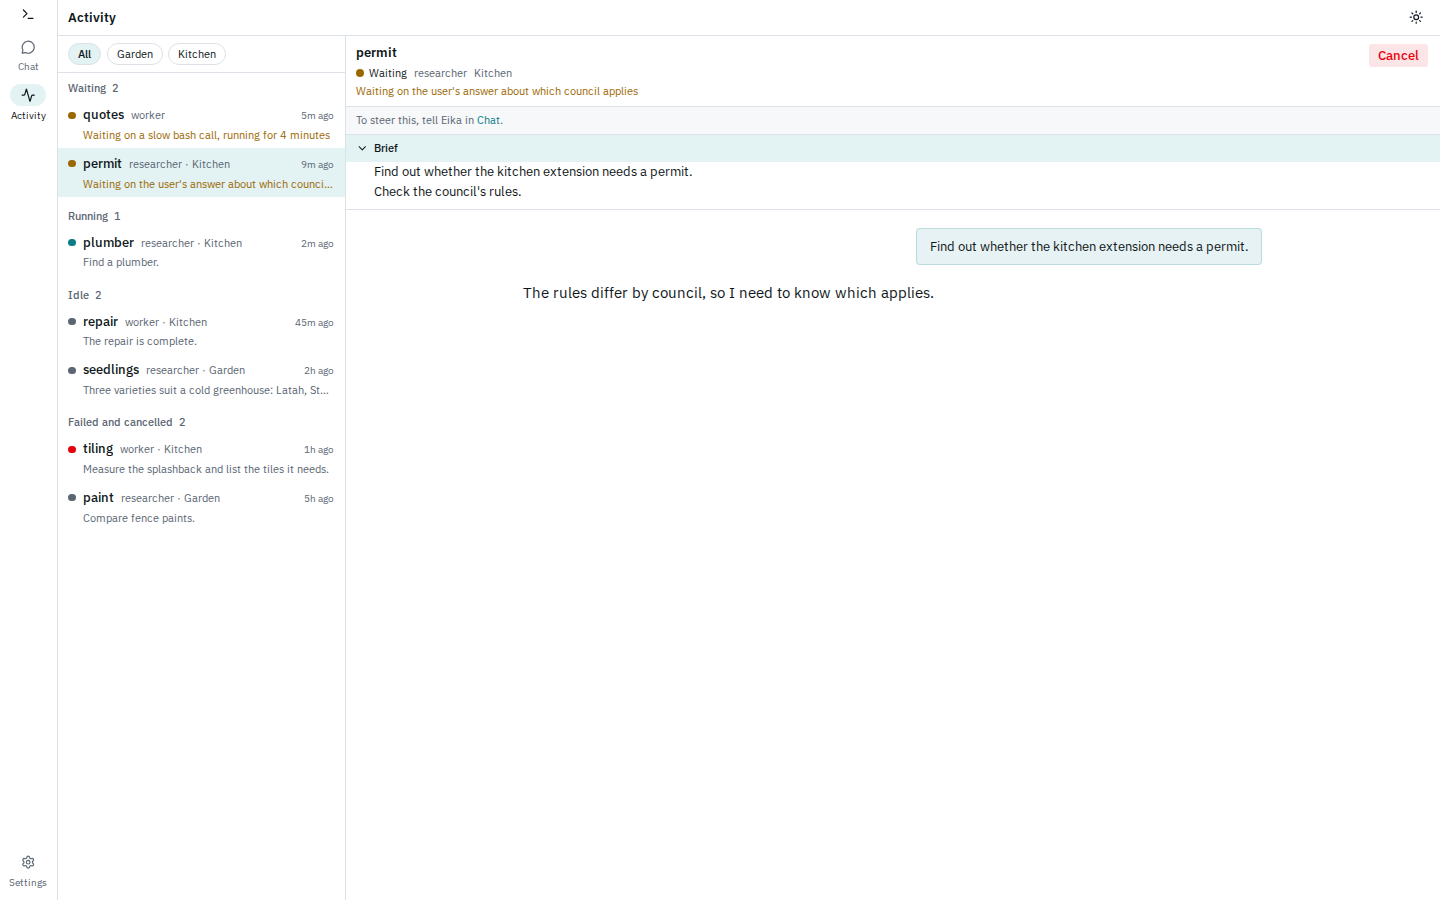 Activity
Chat
Activity
Settings
All
Garden
Kitchen
Waiting 2
quotes worker 5m ago
Waiting on a slow bash call, running for 4 minutes
permit researcher · Kitchen 9m ago
Waiting on the user's answer about which counci...
Running 1
plumber researcher · Kitchen 2m ago
Find a plumber.
Idle 2
repair worker · Kitchen 45m ago
The repair is complete.
seedlings researcher · Garden 2h ago
Three varieties suit a cold greenhouse: Latah, St...
Failed and cancelled 2
tiling worker · Kitchen 1h ago
Measure the splashback and list the tiles it needs.
paint researcher · Garden 5h ago
Compare fence paints.
permit
Cancel
Waiting researcher Kitchen
Waiting on the user's answer about which council applies
To steer this, tell Eika in Chat.
Brief
Find out whether the kitchen extension needs a permit.
Check the council's rules.
Find out whether the kitchen extension needs a permit.
The rules differ by council, so I need to know which applies.